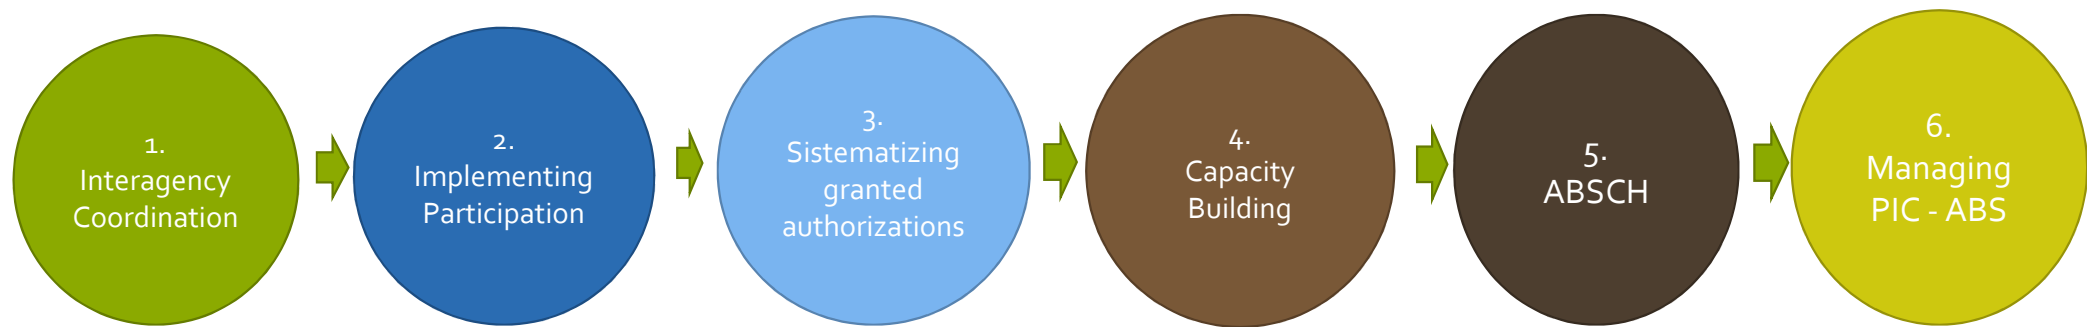 1.
Interagency
Coordination
2.
Implementing
Participation
3.
Sistematizing
granted
authorizations
4.
Capacity
Building
5.
ABSCH
6.
Managing
PIC - ABS